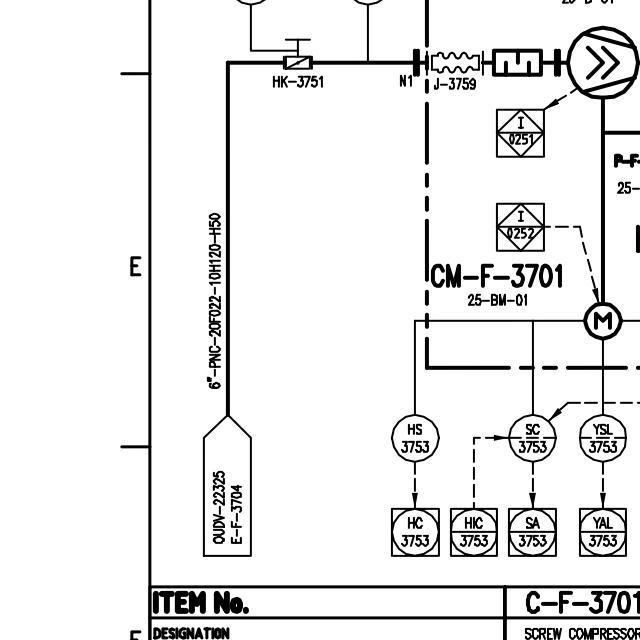 HK-3751
N1
J-3759
I
0251
25-
I
0252
E
6"-PNC-20F022-10H120-H50
CM-F-3701
25-BM-01
M
HS
3753
SC
3753
YSL
3753
OUDV-22325
E-F-3704
HC
3753
HIC
3753
SA
3753
YAL
3753
ITEM No.
C-F-3701
DESIGNATION
SCREW COMPRESSOR